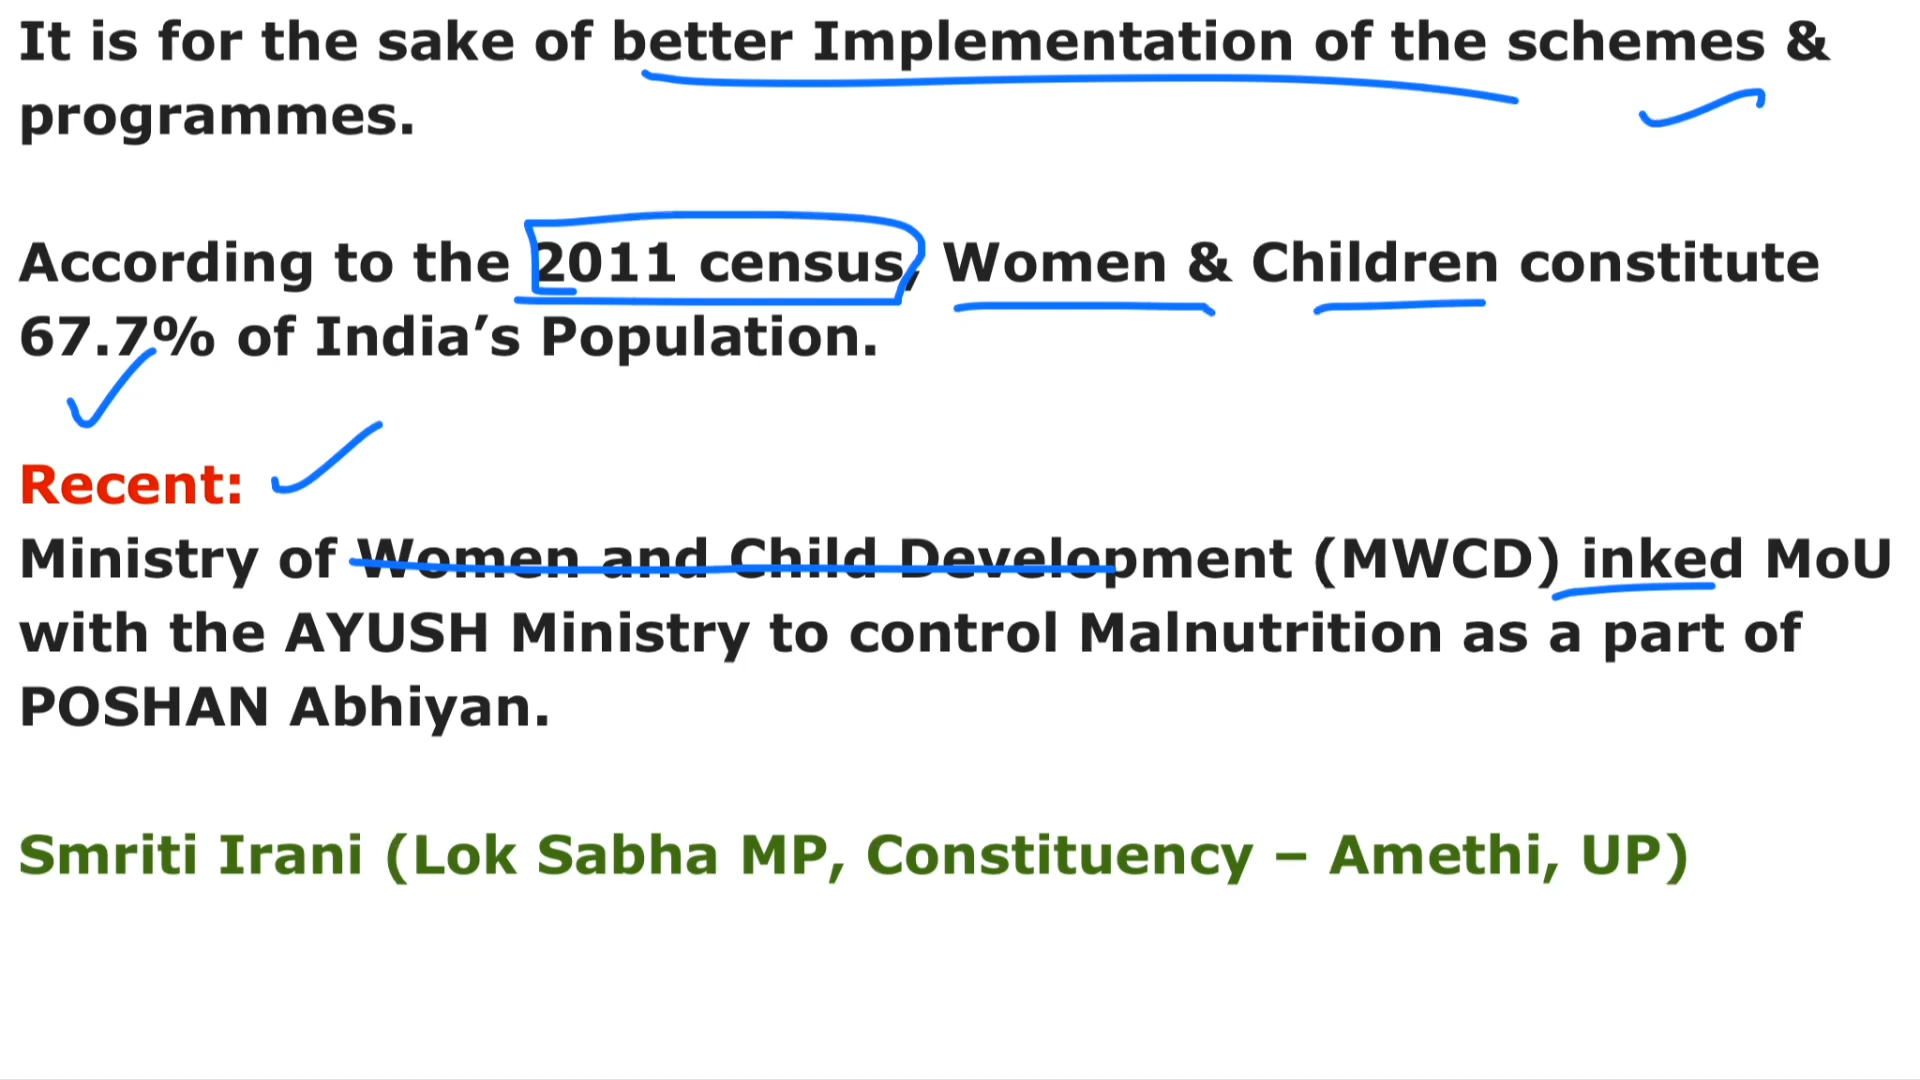 It is for the sake of better Implementation of the schemes &
programmes.
According to the 2011 census, Women & Children constitute
67.7% of India’s Population.
Recent:
Ministry of Women and Child Development (MWCD) inked MoU
with the AYUSH Ministry to control Malnutrition as a part of
POSHAN Abhiyan.
Smriti Irani (Lok Sabha MP, Constituency – Amethi, UP)